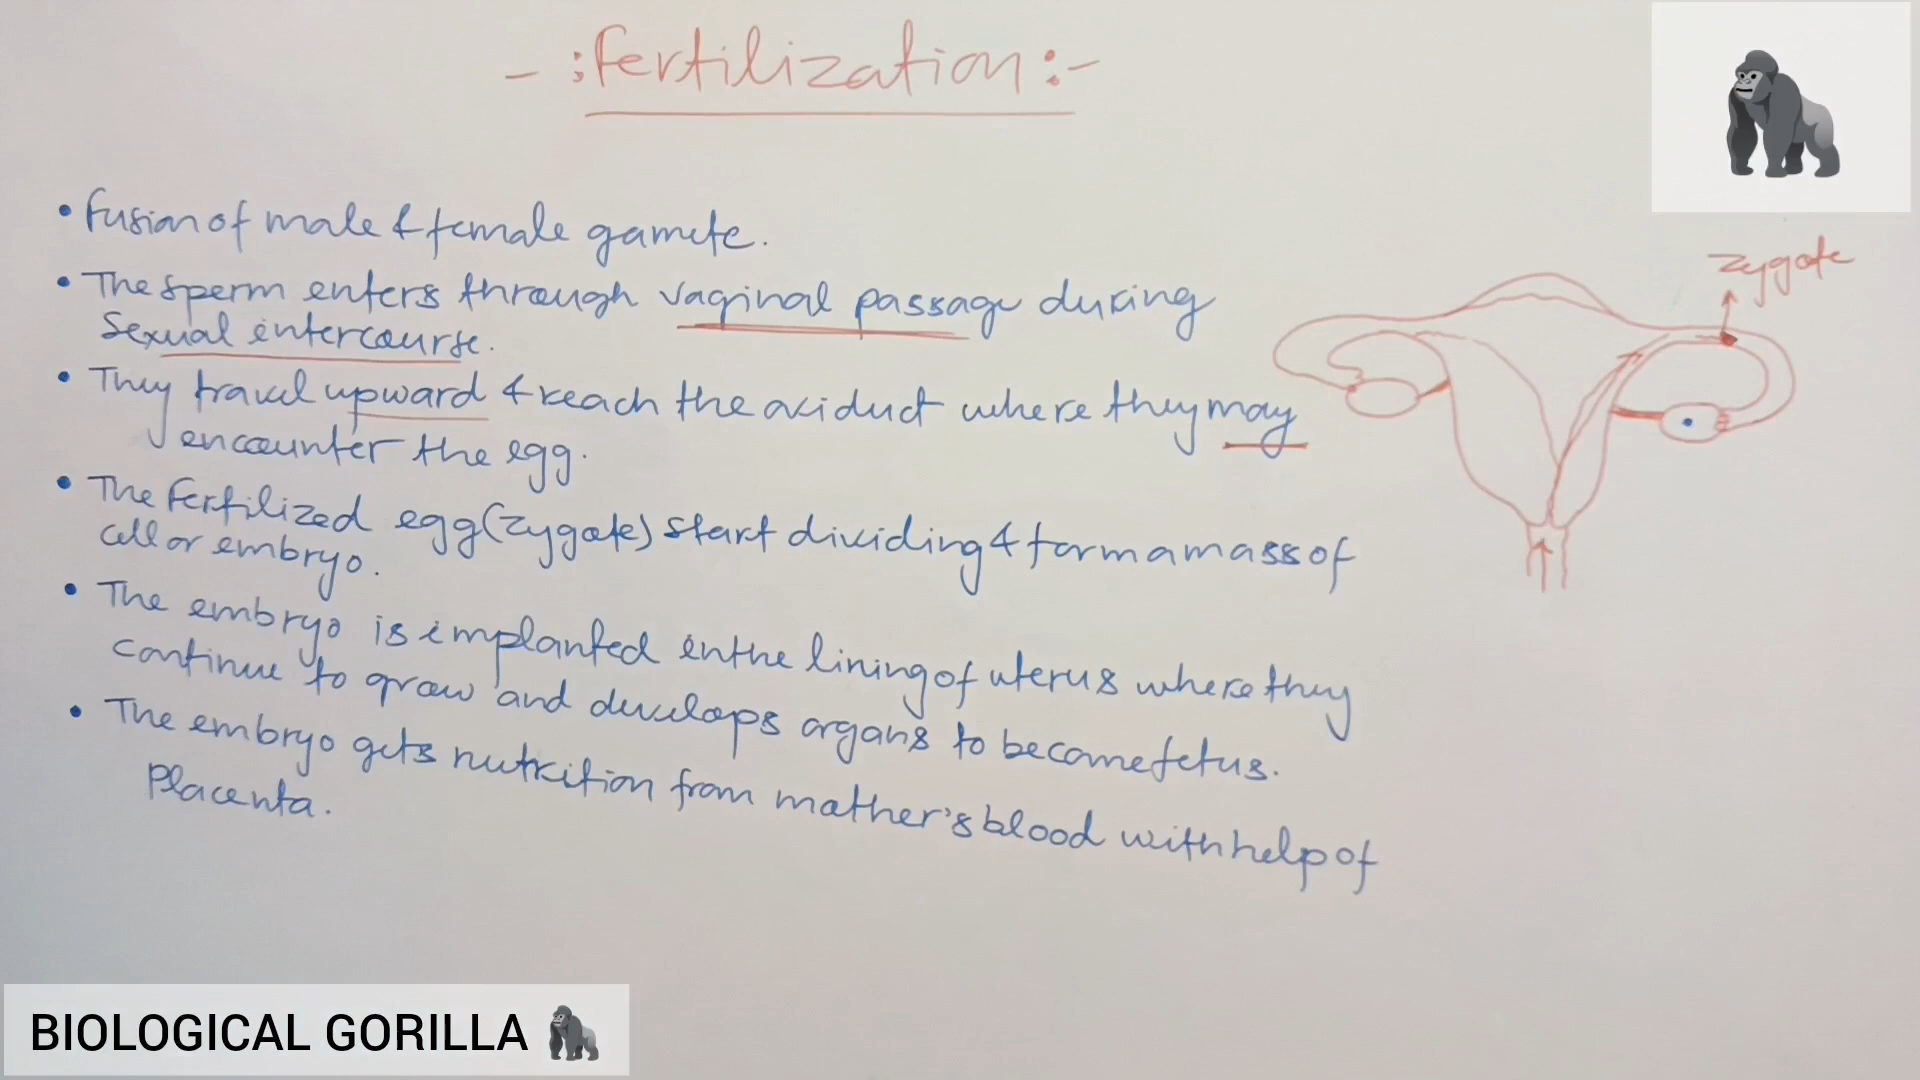 - :Fertilization:-
• Fusion of male & female gamete.
• The sperm enters through vaginal passage during
Sexual intercourse.
• They travel upward & reach the oviduct where they may
encounter the egg.
• The fertilized egg (zygote) start dividing & form a mass of
cell or embryo.
• The embryo is implanted in the lining of uterus where they
continue to grow and develops organs to become fetus.
• The embryo gets nutrition from mother's blood with help of
Placenta.
Zygote
BIOLOGICAL GORILLA